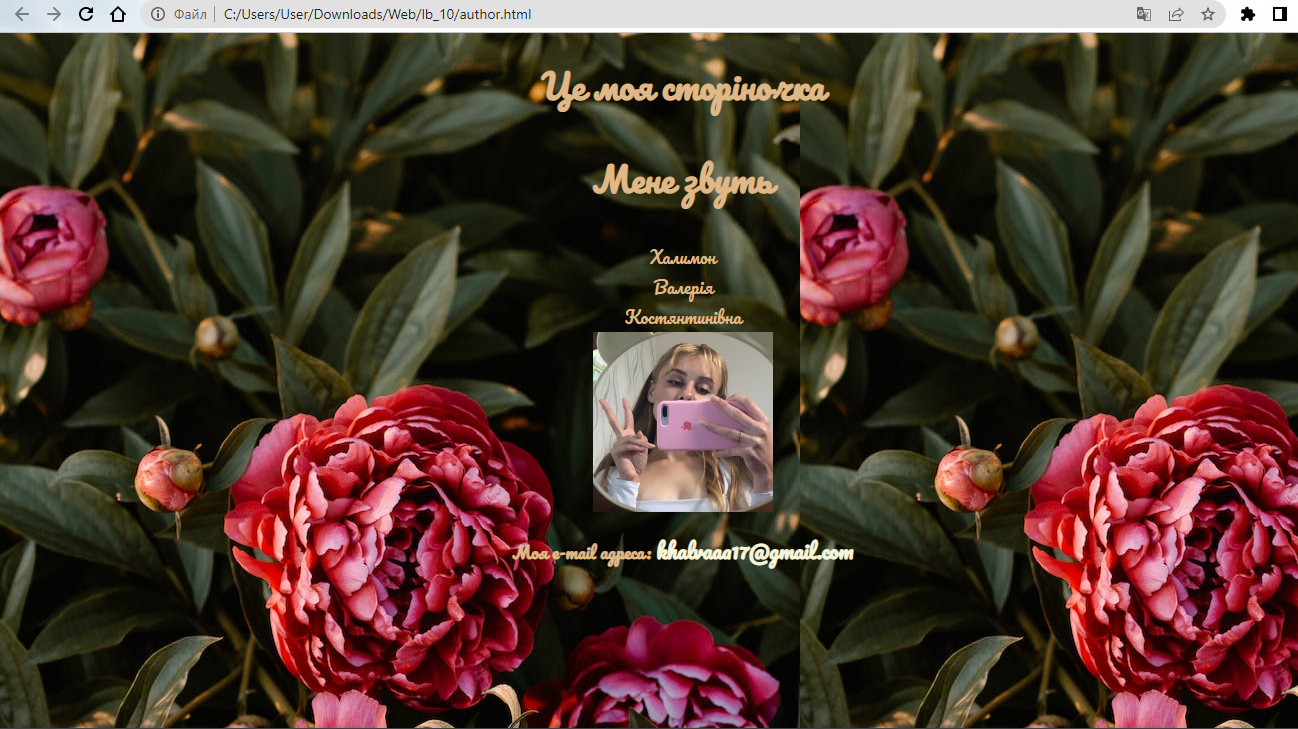 Файл C:/Users/User/Downloads/Web/lb_10/author.html
Це моя сторіночка
Мене звуть
Халимон
Валерія
Костянтинівна
Моя e-mail адреса: khalvaaa17@gmail.com